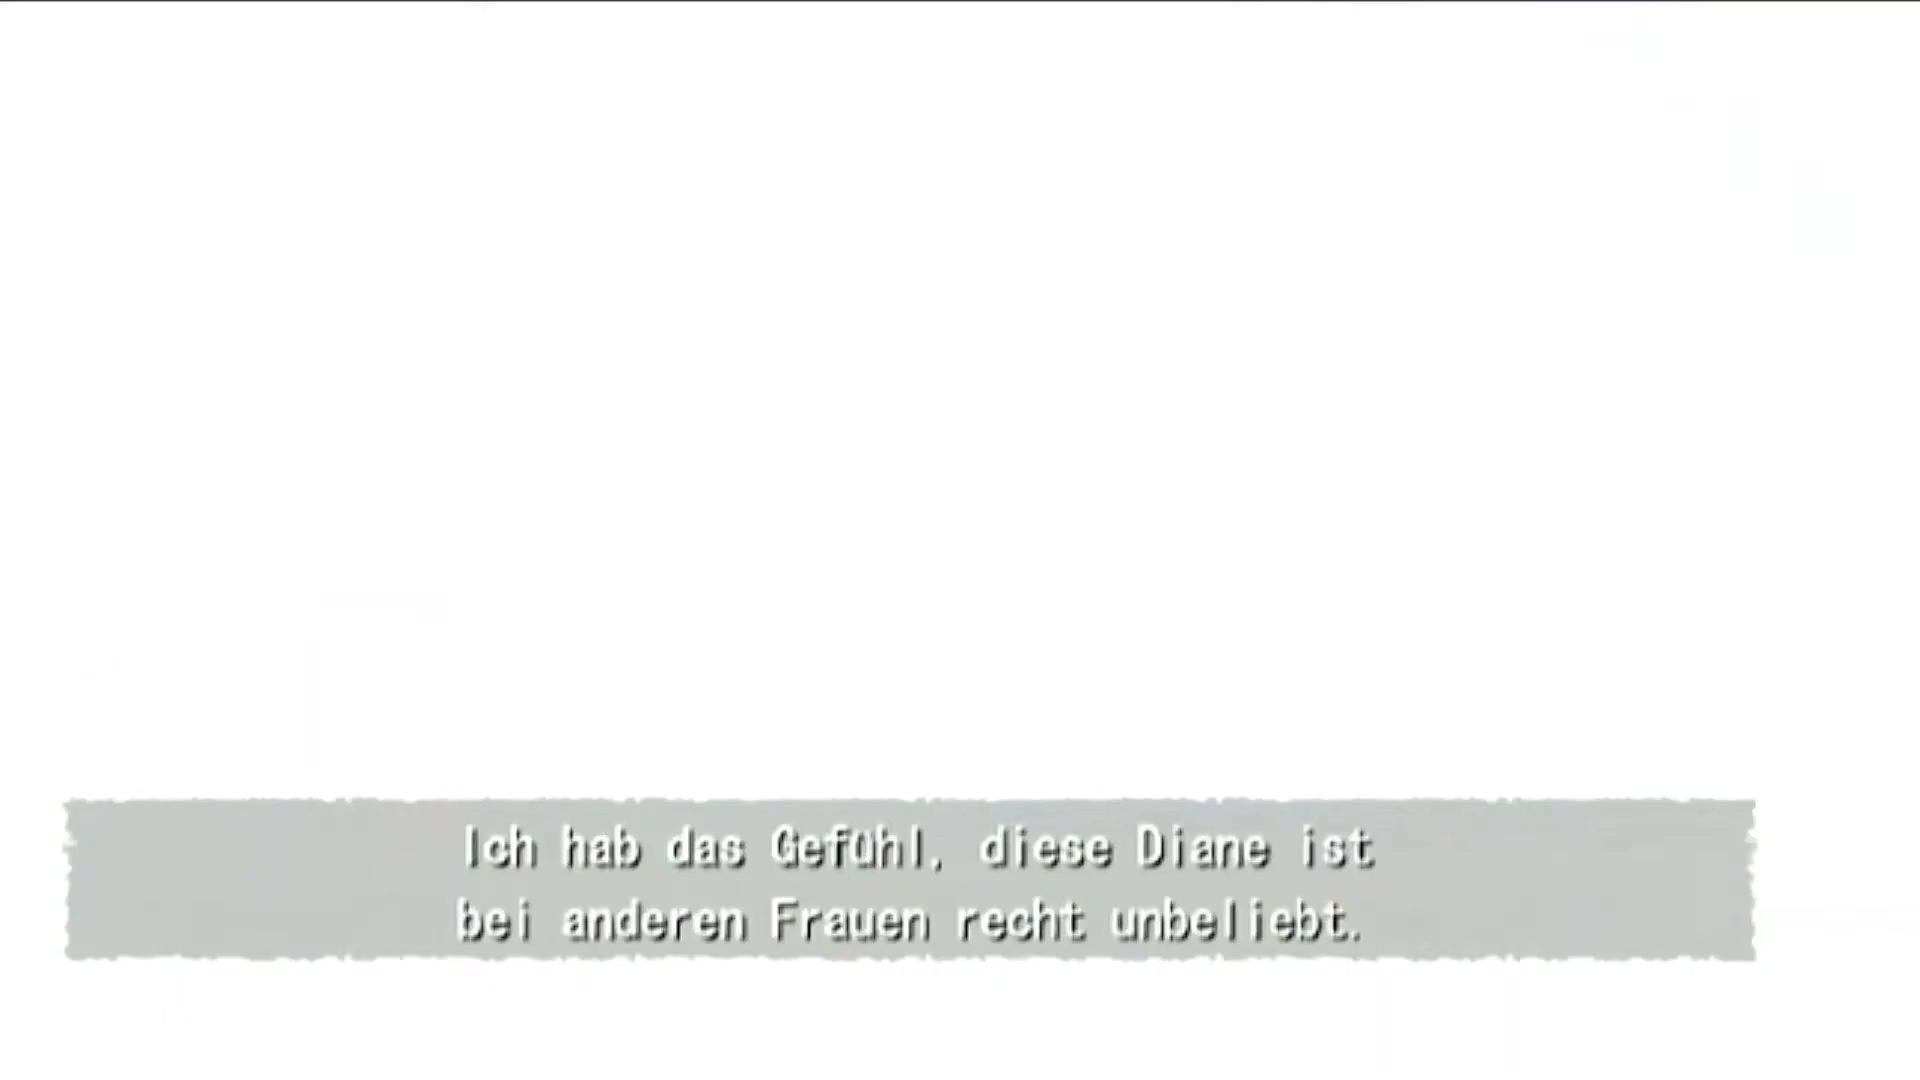 Ich hab das Gefühl, diese Diane ist
bei anderen Frauen recht unbeliebt.